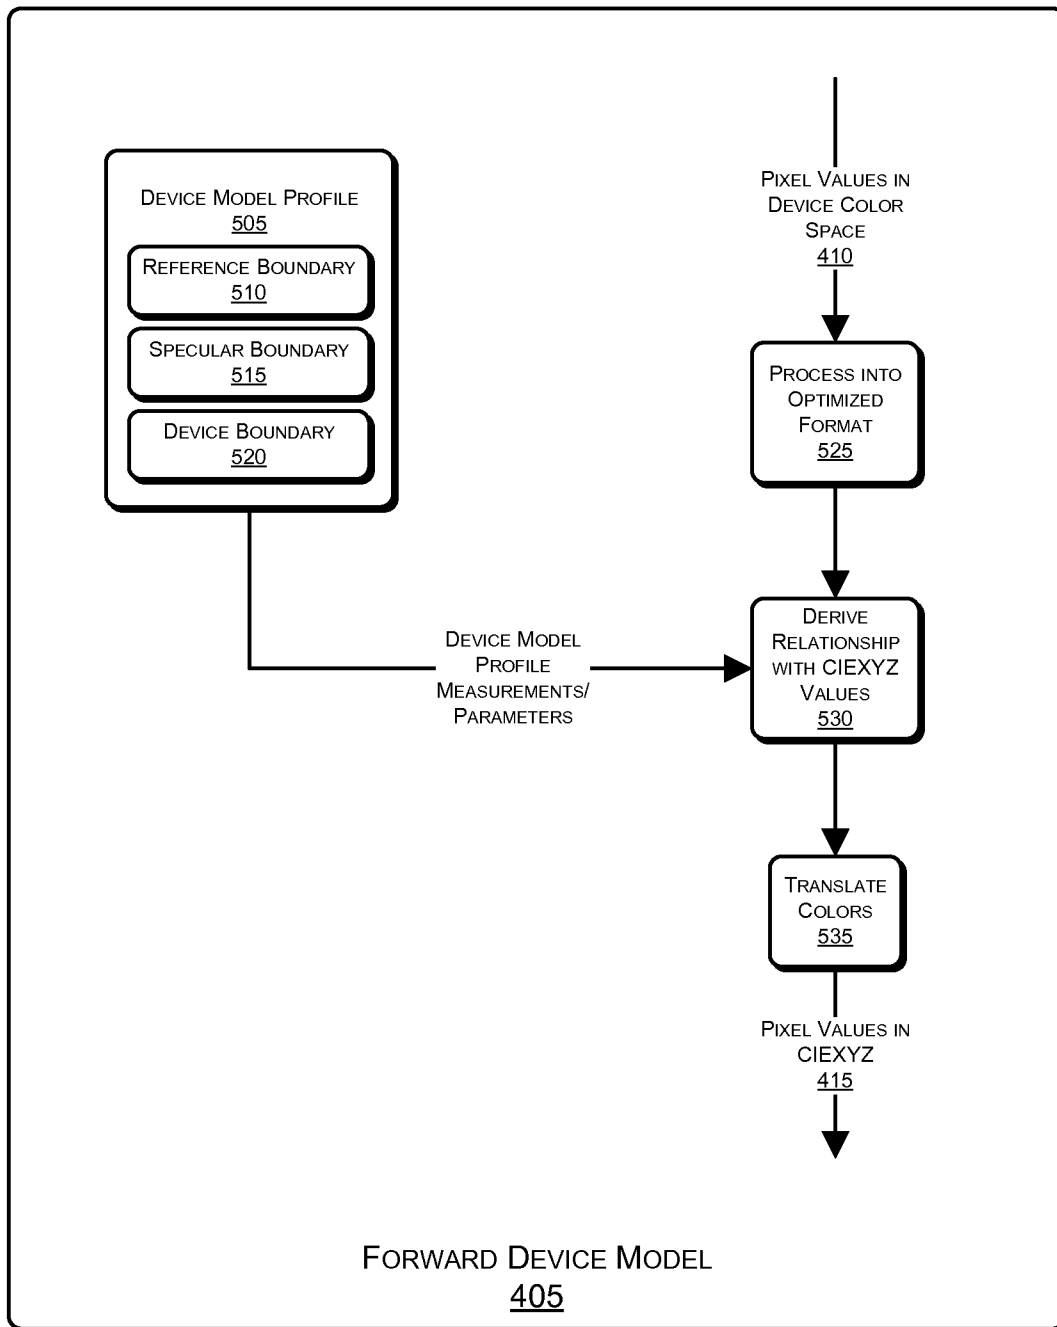 DEVICE MODEL PROFILE
505
REFERENCE BOUNDARY
510
SPECULAR BOUNDARY
515
DEVICE BOUNDARY
520
PIXEL VALUES IN
DEVICE COLOR
SPACE
410
PROCESS INTO
OPTIMIZED
FORMAT
525
DEVICE MODEL
PROFILE
MEASUREMENTS/
PARAMETERS
DERIVE
RELATIONSHIP
WITH CIEXYZ
VALUES
530
TRANSLATE
COLORS
535
PIXEL VALUES IN
CIEXYZ
415
FORWARD DEVICE MODEL
405